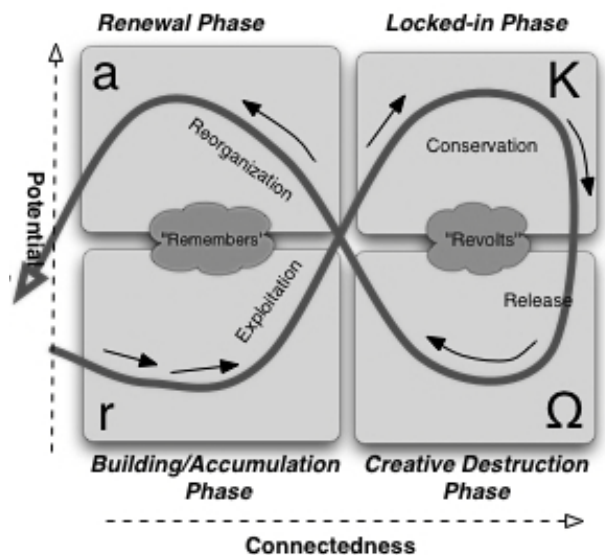 Renewal Phase
Locked-in Phase
a
K
Reorganization
Conservation
Potential
"Remembers'
"Revolts"
Exploitation
Release
r
Ω
Building/Accumulation
Phase
Creative Destruction
Phase
Connectedness